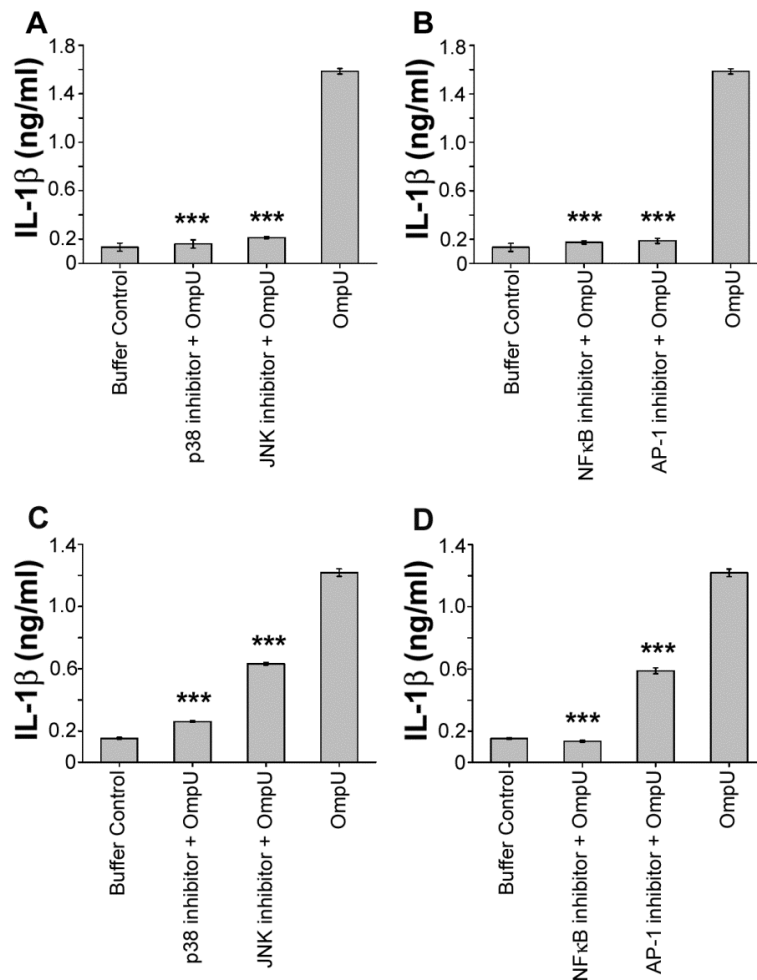 A
IL-1β (ng/ml)
1.8
1.4
1.0
0.6
0.2
0
***
***
Buffer Control
p38 inhibitor + OmpU
JNK inhibitor + OmpU
OmpU
B
IL-1β (ng/ml)
1.8
1.4
1.0
0.6
0.2
0
***
***
Buffer Control
NFκB inhibitor + OmpU
AP-1 inhibitor + OmpU
OmpU
C
IL-1β (ng/ml)
1.4
1.0
0.6
0.2
0
***
***
Buffer Control
p38 inhibitor + OmpU
JNK inhibitor + OmpU
OmpU
D
IL-1β (ng/ml)
1.4
1.0
0.6
0.2
0
***
***
Buffer Control
NFκB inhibitor + OmpU
AP-1 inhibitor + OmpU
OmpU